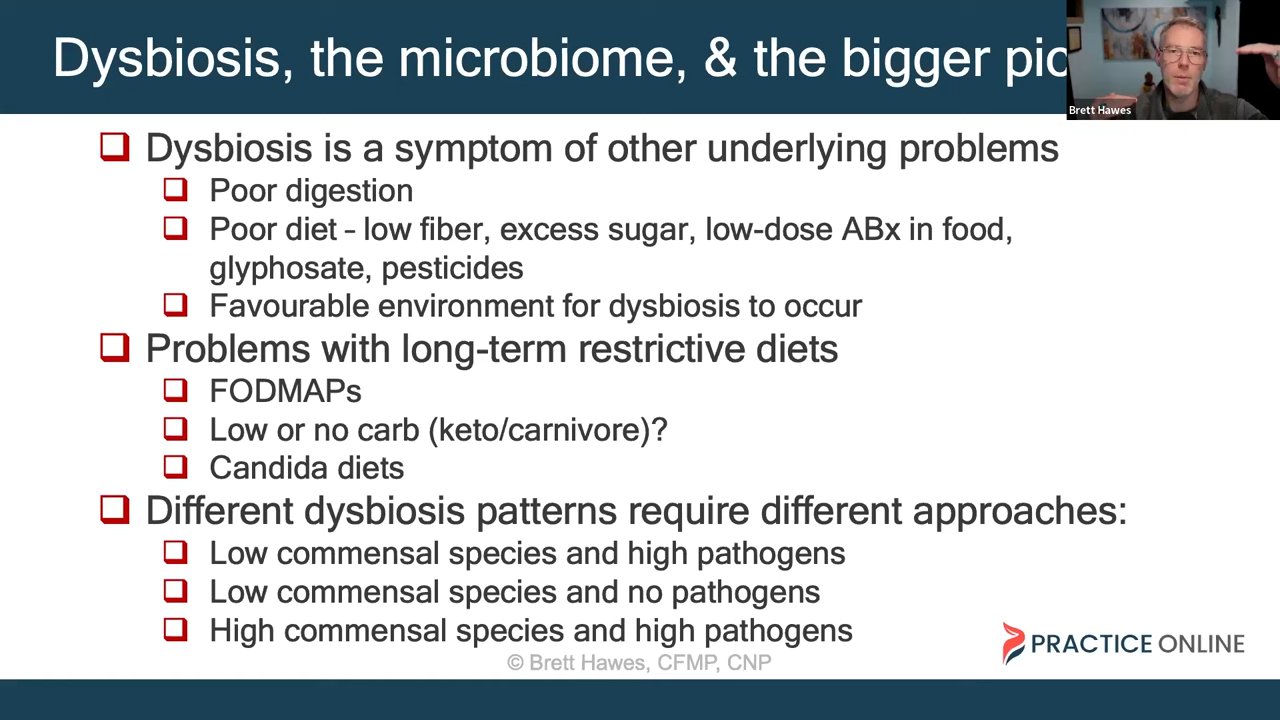 Dysbiosis, the microbiome, & the bigger
Brett Hawes
Dysbiosis is a symptom of other underlying problems
Poor digestion
Poor diet – low fiber, excess sugar, low-dose ABx in food,
glyphosate, pesticides
Favourable environment for dysbiosis to occur
Problems with long-term restrictive diets
FODMAPs
Low or no carb (keto/carnivore)?
Candida diets
Different dysbiosis patterns require different approaches:
Low commensal species and high pathogens
Low commensal species and no pathogens
High commensal species and high pathogens
© Brett Hawes, CFMP, CNP
PRACTICE ONLINE